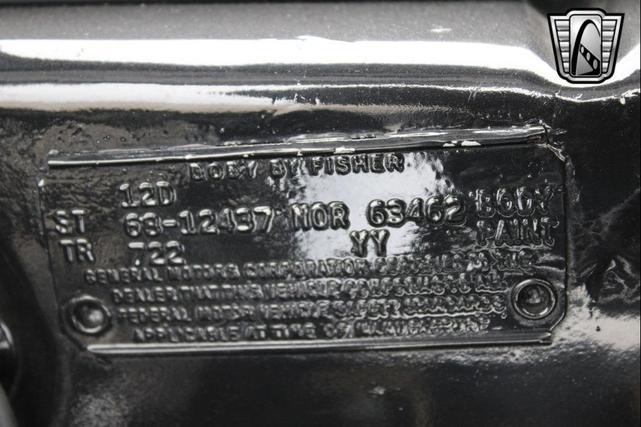 BODY BY FISHER
12D
ST 69-12437 NOR 63462 BODY
TR 722 YY PAINT
GENERAL MOTORS CORPORATION CERTIFIES TO THE
DEALER THAT THIS VEHICLE CONFORMS TO ALL
FEDERAL MOTOR VEHICLE SAFETY STANDARDS
APPLICABLE AT TIME OF MANUFACTURE